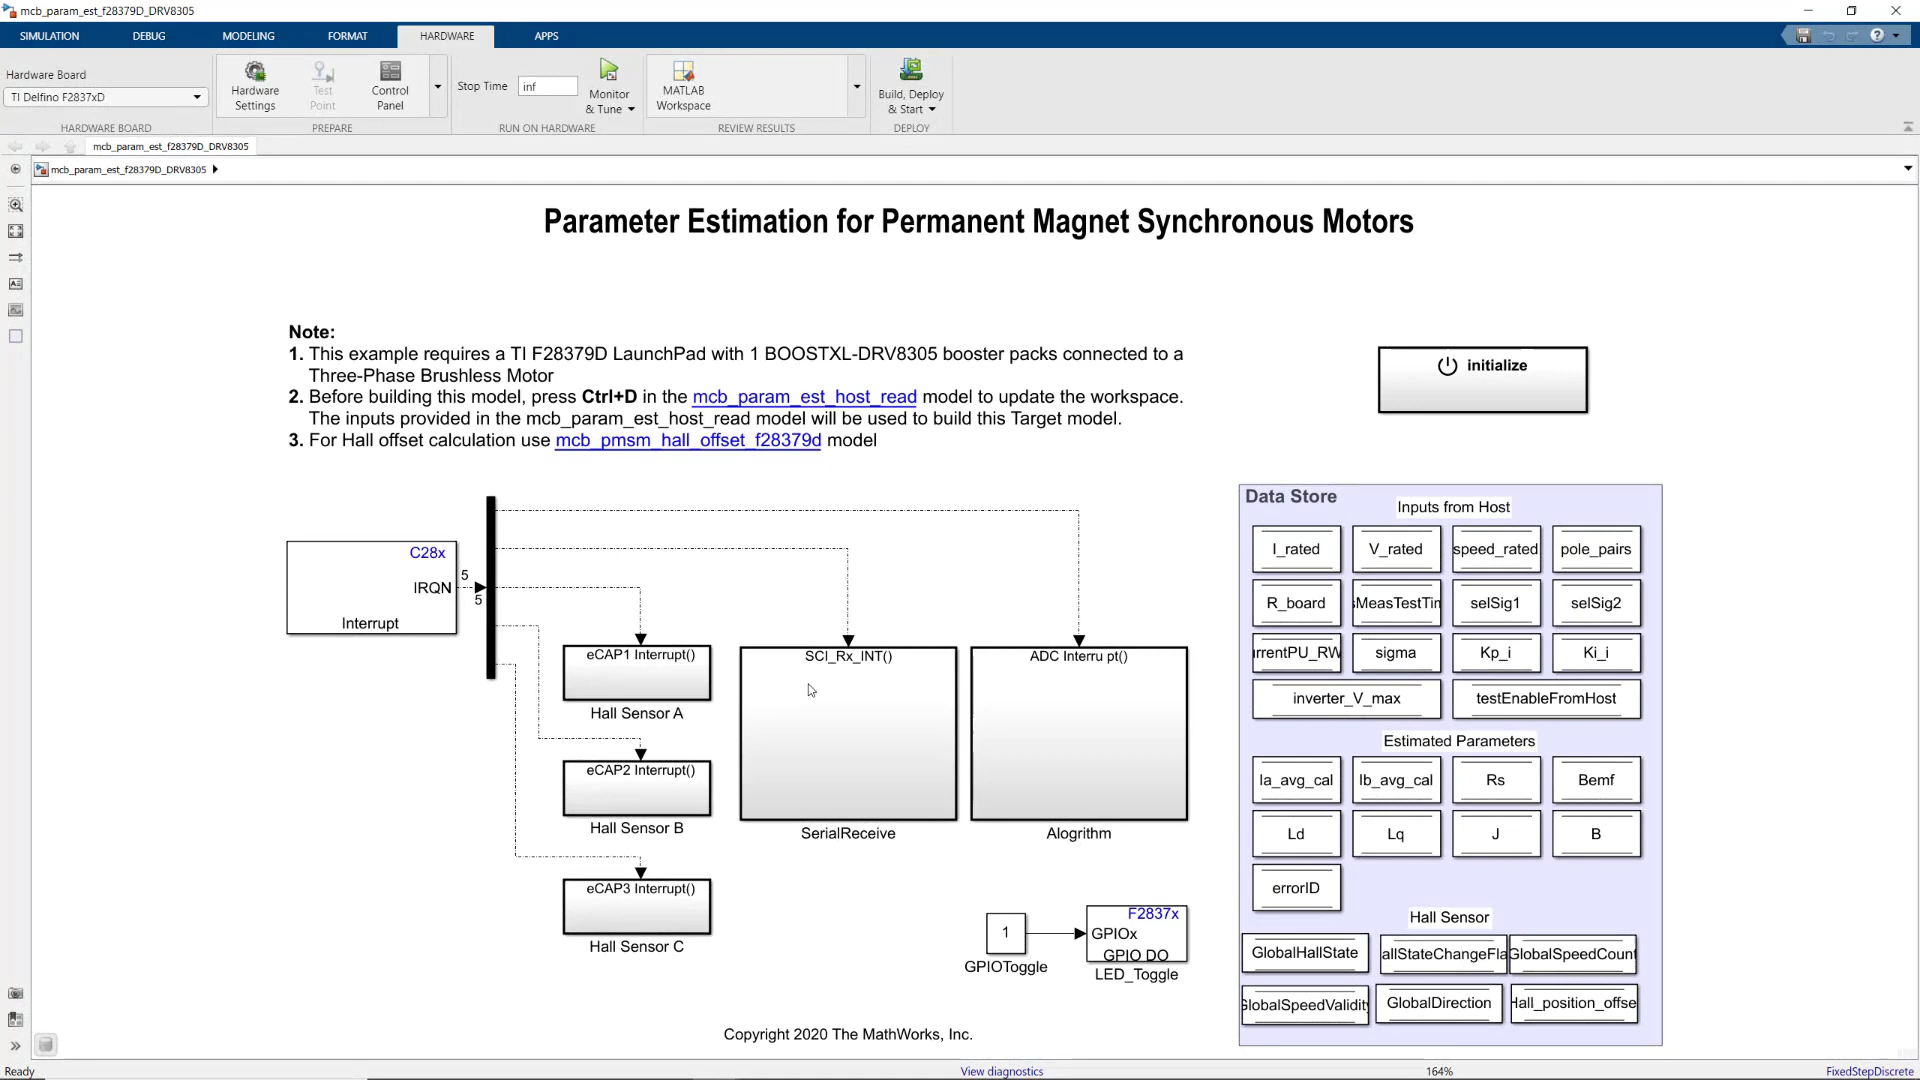 mcb_param_est_f28379D_DRV8305
SIMULATION DEBUG MODELING FORMAT HARDWARE APPS
Hardware Board
TI Delfino F2837xD
HARDWARE BOARD
Hardware Settings
Test Point
Control Panel
PREPARE
Stop Time inf
Monitor & Tune
RUN ON HARDWARE
MATLAB Workspace
REVIEW RESULTS
Build, Deploy & Start
DEPLOY
mcb_param_est_f28379D_DRV8305
mcb_param_est_f28379D_DRV8305
Parameter Estimation for Permanent Magnet Synchronous Motors
Note:
1. This example requires a TI F28379D LaunchPad with 1 BOOSTXL-DRV8305 booster packs connected to a
Three-Phase Brushless Motor
2. Before building this model, press Ctrl+D in the mcb_param_est_host_read model to update the workspace.
The inputs provided in the mcb_param_est_host_read model will be used to build this Target model.
3. For Hall offset calculation use mcb_pmsm_hall_offset_f28379d model
initialize
C28x
IRQN
Interrupt
5
5
eCAP1 Interrupt()
Hall Sensor A
eCAP2 Interrupt()
Hall Sensor B
eCAP3 Interrupt()
Hall Sensor C
SCI_Rx_INT()
SerialReceive
ADC Interru pt()
Alogrithm
1
GPIOToggle
F2837x
GPIOx
GPIO DO
LED_Toggle
Data Store
Inputs from Host
I_rated V_rated speed_rated pole_pairs
R_board sMeasTestTin selSig1 selSig2
urrentPU_RW sigma Kp_i Ki_i
inverter_V_max testEnableFromHost
Estimated Parameters
Ia_avg_cal Ib_avg_cal Rs Bemf
Ld Lq J B
errorID
Hall Sensor
GlobalHallState allStateChangeFla GlobalSpeedCount
GlobalSpeedValidity GlobalDirection Hall_position_offse
Copyright 2020 The MathWorks, Inc.
Ready View diagnostics 164% FixedStepDiscrete